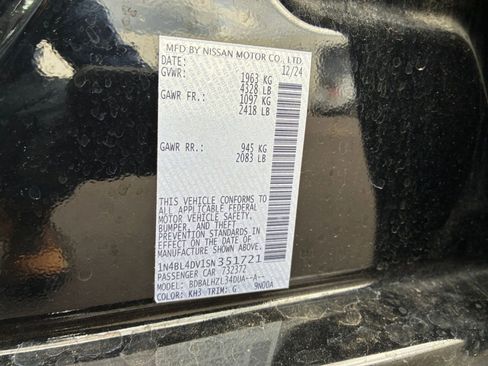 MFD BY NISSAN MOTOR CO., LTD.
DATE: 12/24
GVWR: 1963 KG
4328 LB
GAWR FR.: 1097 KG
2418 LB
GAWR RR.: 945 KG
2083 LB
THIS VEHICLE CONFORMS TO
ALL APPLICABLE FEDERAL
MOTOR VEHICLE SAFETY,
BUMPER, AND THEFT
PREVENTION STANDARDS IN
EFFECT ON THE DATE OF
MANUFACTURE SHOWN ABOVE.
1N4BL4DV1SN351721
PASSENGER CAR 732372
MODEL: BDBALHZL34DUA--A--
COLOR: KH3 TRIM: G 9N00A